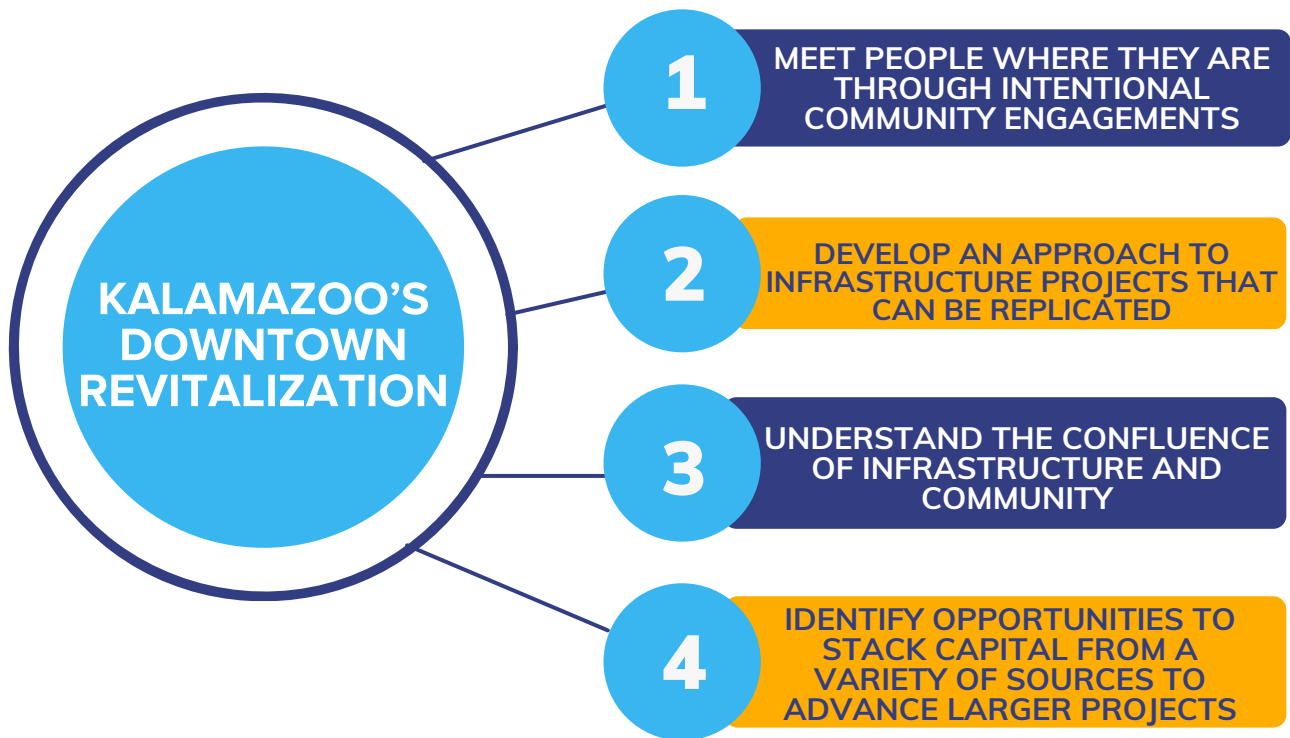 KALAMAZOO'S
DOWNTOWN
REVITALIZATION
1
MEET PEOPLE WHERE THEY ARE
THROUGH INTENTIONAL
COMMUNITY ENGAGEMENTS
2
DEVELOP AN APPROACH TO
INFRASTRUCTURE PROJECTS THAT
CAN BE REPLICATED
3
UNDERSTAND THE CONFLUENCE
OF INFRASTRUCTURE AND
COMMUNITY
4
IDENTIFY OPPORTUNITIES TO
STACK CAPITAL FROM A
VARIETY OF SOURCES TO
ADVANCE LARGER PROJECTS